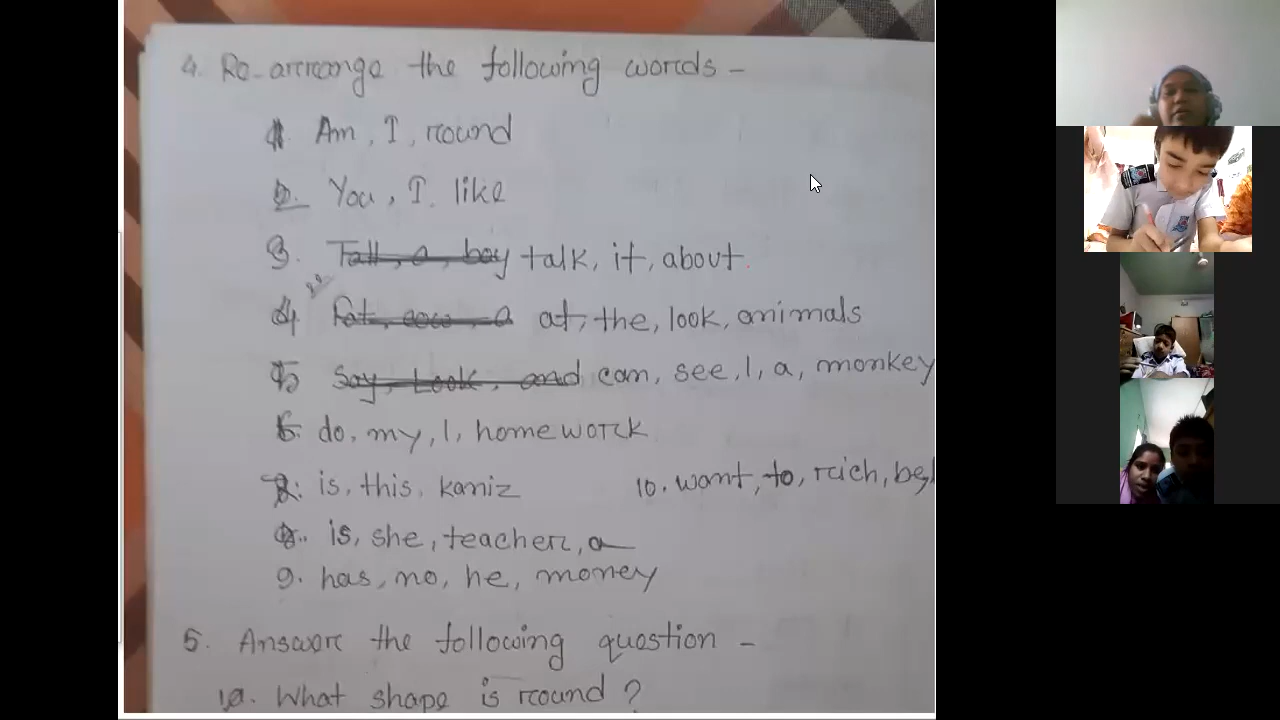 4. Re-arrange the following words -
1. Am, I, round
2. You, I. like
3. Tall, a, boy talk, it, about.
4. Fat, cow, a at, the, look, animals
5. Say, Look, and can, see, I, a, monkey
6. do, my, I, homework
7. is, this, kaniz 10. want, to, rich, be,
8. is, she, teacher, a
9. has, no, he, money
5. Answer the following question -
a. What shape is round ?